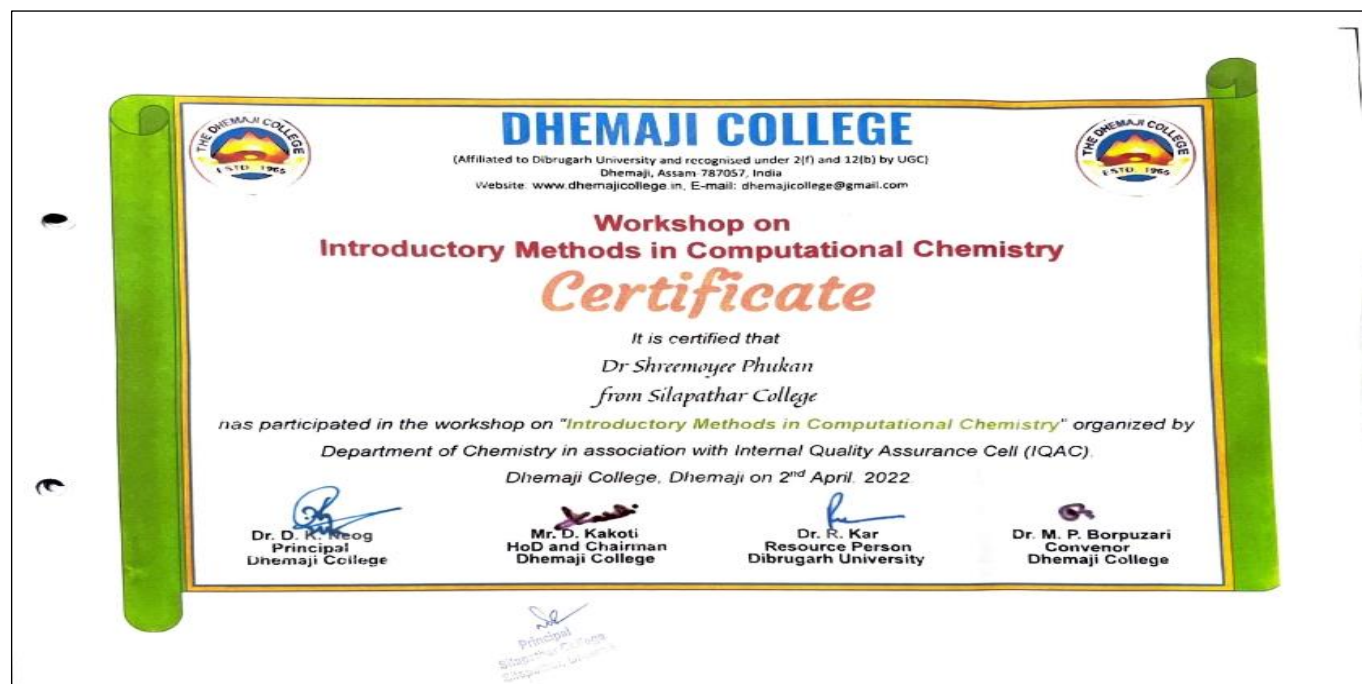 THE DHEMAJI COLLEGE
ESTD. 1965
DHEMAJI COLLEGE
(Affiliated to Dibrugarh University and recognised under 2(f) and 12(b) by UGC)
Dhemaji, Assam-787057, India
Website: www.dhemajicollege.in, E-mail: dhemajicollege@gmail.com
THE DHEMAJI COLLEGE
ESTD. 1965
Workshop on
Introductory Methods in Computational Chemistry
Certificate
It is certified that
Dr Shreemoyee Phukan
from Silapathar College
has participated in the workshop on "Introductory Methods in Computational Chemistry" organized by
Department of Chemistry in association with Internal Quality Assurance Cell (IQAC),
Dhemaji College, Dhemaji on 2nd April, 2022
Dr. D. K. Neog
Principal
Dhemaji College
Mr. D. Kakoti
HoD and Chairman
Dhemaji College
Dr. R. Kar
Resource Person
Dibrugarh University
Dr. M. P. Borpuzari
Convenor
Dhemaji College
Principal
Silapathar College
Silapathar,